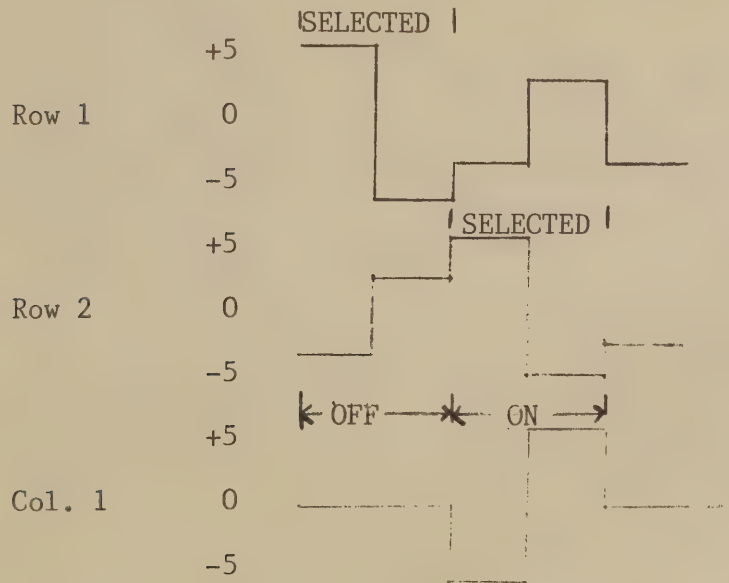 SELECTED
+5
Row 1 0
-5
SELECTED
+5
Row 2 0
-5
OFF ON
+5
Col. 1 0
-5